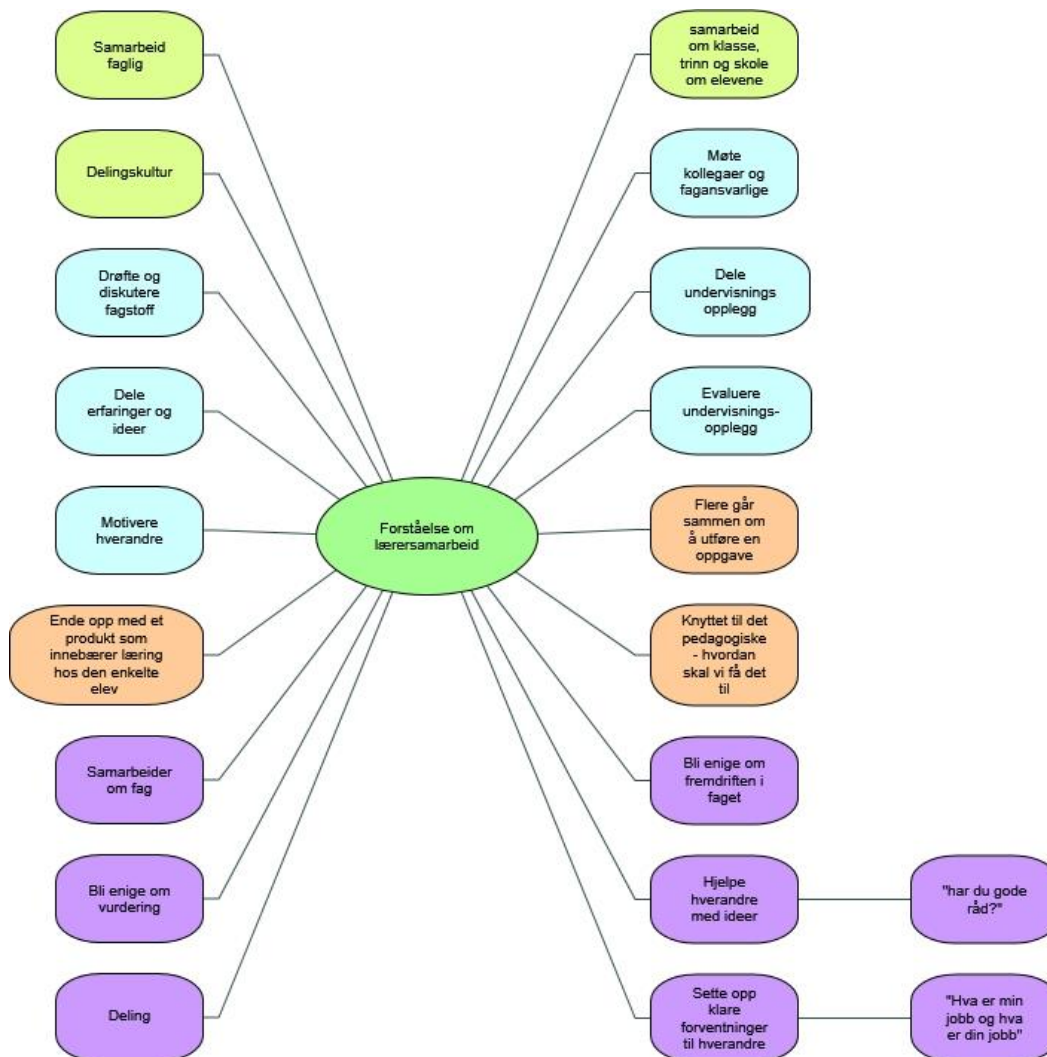 Samarbeid
faglig
Delingskultur
Drøfte og
diskutere
fagstoff
Dele
erfaringer og
ideer
Motivere
hverandre
Ende opp med et
produkt som
innebærer læring
hos den enkelte
elev
Samarbeider
om fag
Bli enige om
vurdering
Deling
Forståelse om
lærersamarbeid
samarbeid
om klasse,
trinn og skole
om elevene
Møte
kollegaer og
fagansvarlige
Dele
undervisnings
opplegg
Evaluere
undervisnings-
opplegg
Flere går
sammen om
å utføre en
oppgave
Knyttet til det
pedagogiske
- hvordan
skal vi få det
til
Bli enige om
fremdriften i
faget
Hjelpe
hverandre
med ideer
"har du gode
råd?"
Sette opp
klare
forventninger
til hverandre
"Hva er min
jobb og hva
er din jobb"